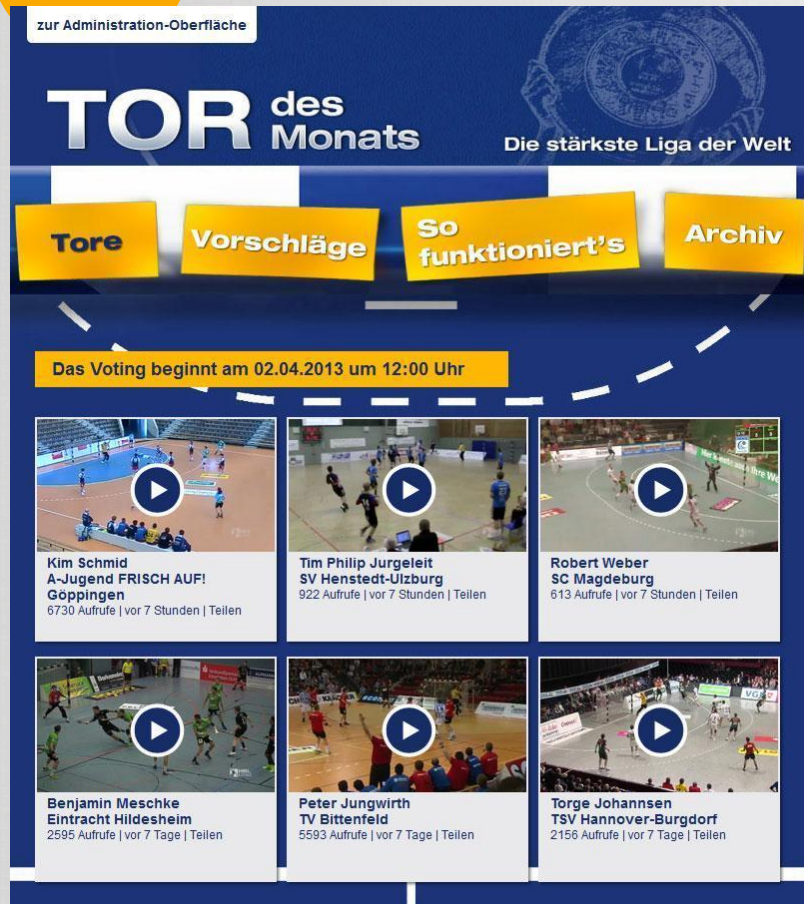 zur Administration-Oberfläche
TOR des Monats
Die stärkste Liga der Welt
Tore
Vorschläge
So
funktioniert's
Archiv
Das Voting beginnt am 02.04.2013 um 12:00 Uhr
Kim Schmid
A-Jugend FRISCH AUF!
Göppingen
6730 Aufrufe | vor 7 Stunden | Teilen
Tim Philip Jurgeleit
SV Henstedt-Ulzburg
922 Aufrufe | vor 7 Stunden | Teilen
Robert Weber
SC Magdeburg
613 Aufrufe | vor 7 Stunden | Teilen
Benjamin Meschke
Eintracht Hildesheim
2595 Aufrufe | vor 7 Tage | Teilen
Peter Jungwirth
TV Bittenfeld
5593 Aufrufe | vor 7 Tage | Teilen
Torge Johannsen
TSV Hannover-Burgdorf
2156 Aufrufe | vor 7 Tage | Teilen